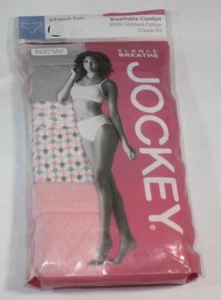 3 French Cuts
Breathable Comfort
100% Combed Cotton
Classic Fit
NEW
ELANCE
BREATHE
JOCKEY